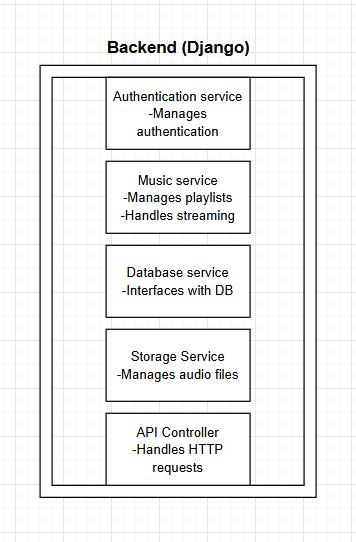 Backend (Django)
Authentication service
-Manages
authentication
Music service
-Manages playlists
-Handles streaming
Database service
-Interfaces with DB
Storage Service
-Manages audio files
API Controller
-Handles HTTP
requests